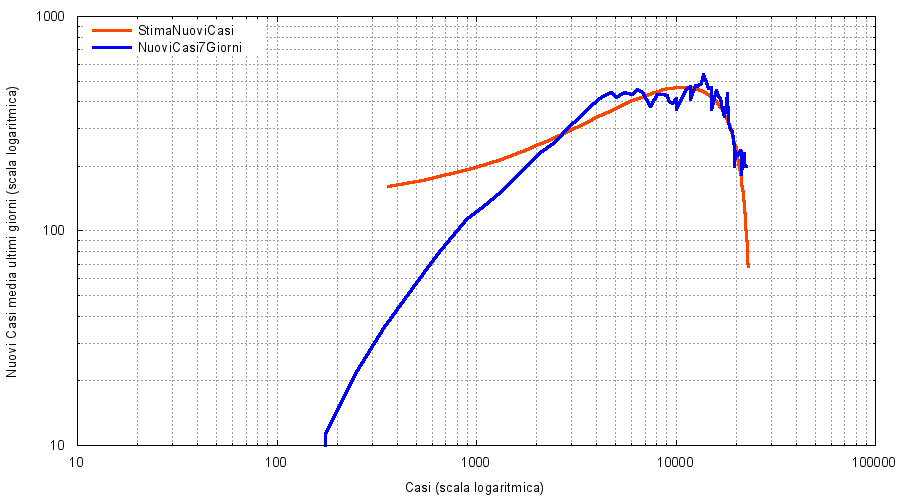 1000
StimaNuoviCasi
NuoviCasi7Giorni
100
10
Nuovi Casi media ultimi giorni (scala logaritmica)
10 100 1000 10000 100000
Casi (scala logaritmica)